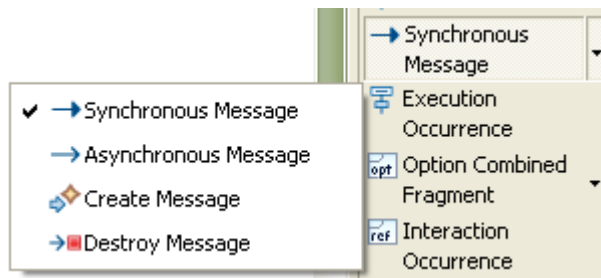 Synchronous
Message
Synchronous Message
Asynchronous Message
Create Message
Destroy Message
Execution
Occurrence
opt Option Combined
Fragment
ref Interaction
Occurrence